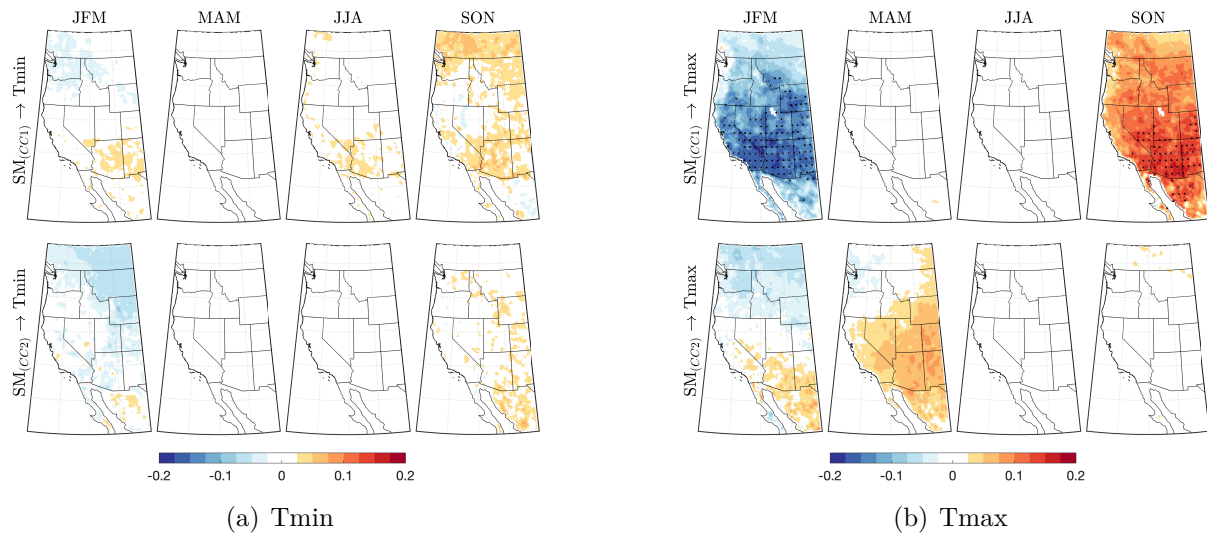 JFM MAM JJA SON
SM(CC1) → Tmin
SM(CC2) → Tmin
-0.2 -0.1 0 0.1 0.2
(a) Tmin
JFM MAM JJA SON
SM(CC1) → Tmax
SM(CC2) → Tmax
-0.2 -0.1 0 0.1 0.2
(b) Tmax